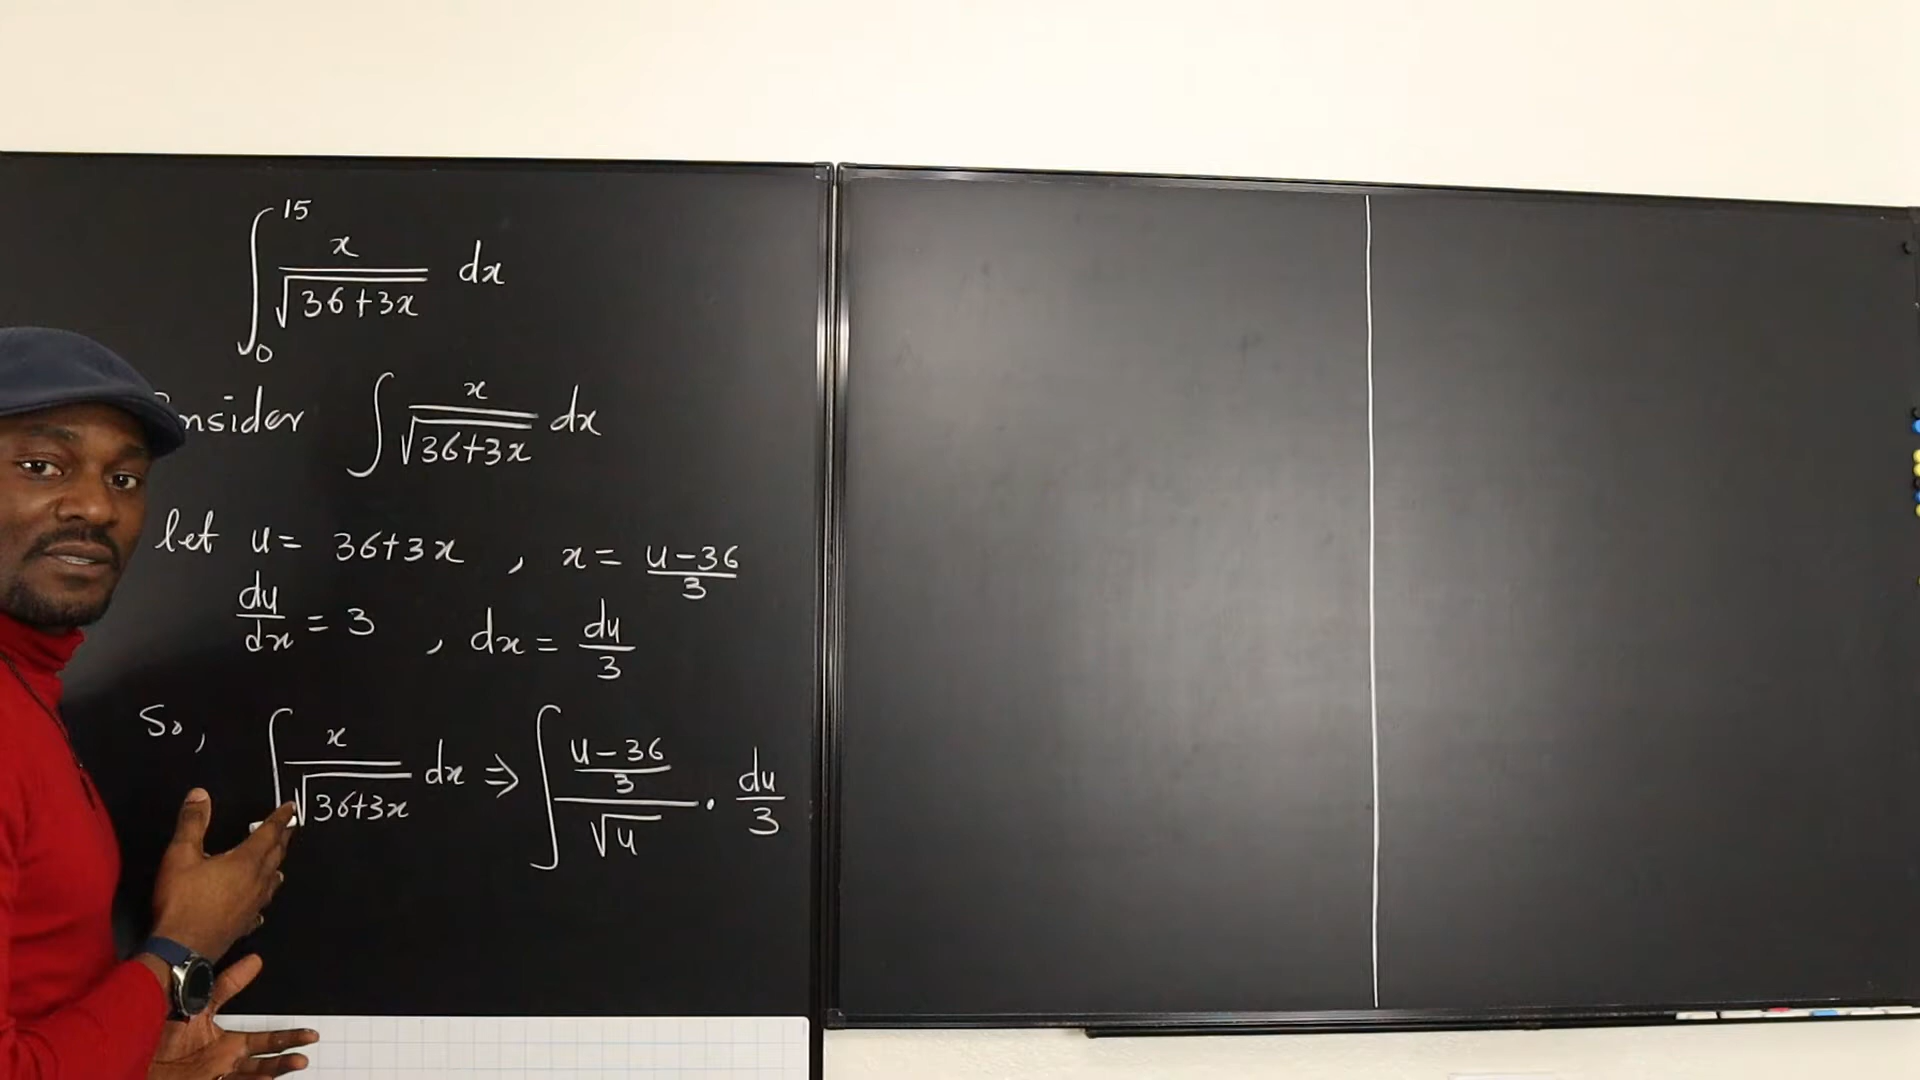 ∫₀¹⁵ x/√(36+3x) dx
∫ x/√(36+3x) dx
let u = 36+3x , x = (u-36)/3
du/dx = 3 , dx = du/3
So, ∫ x/√(36+3x) dx ⇒ ∫ ((u-36)/3)/√u · du/3